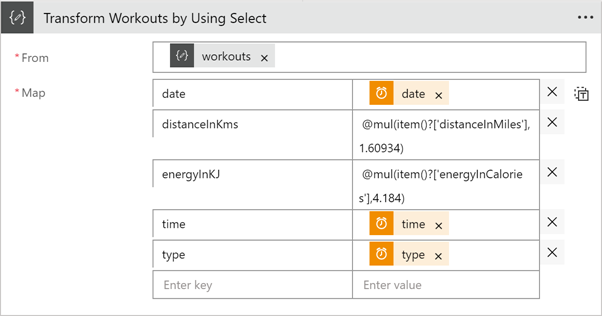 Transform Workouts by Using Select
* From
workouts ×
* Map
date
date ×
distanceInKms
@mul(item()?['distanceInMiles'],
1.60934)
energyInKJ
@mul(item()?['energyInCalorie
s'],4.184)
time
time ×
type
type ×
Enter key
Enter value